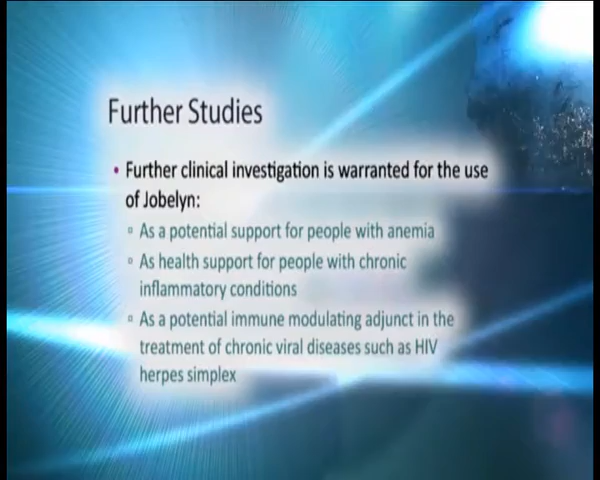 Further Studies
• Further clinical investigation is warranted for the use
of Jobelyn:
▫ As a potential support for people with anemia
▫ As health support for people with chronic
inflammatory conditions
▫ As a potential immune modulating adjunct in the
treatment of chronic viral diseases such as HIV
herpes simplex